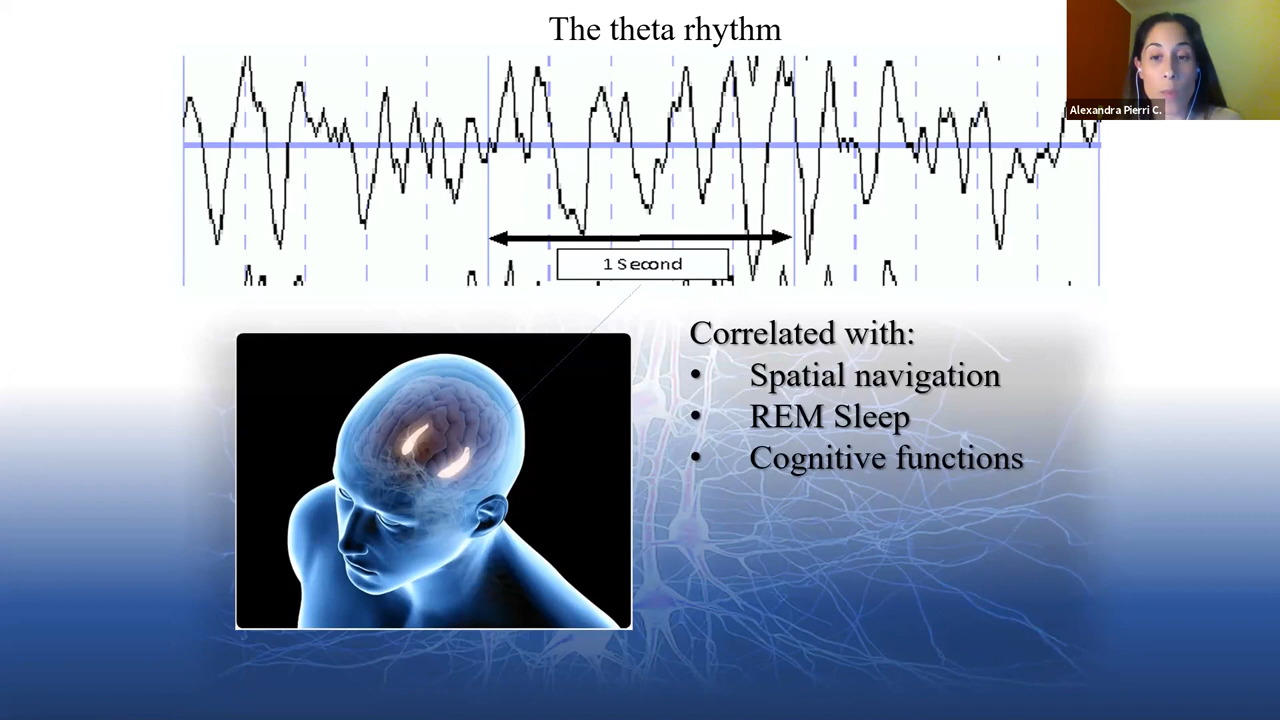 The theta rhythm
Alexandra Pierri C.
1 Second
Correlated with:
• Spatial navigation
• REM Sleep
• Cognitive functions